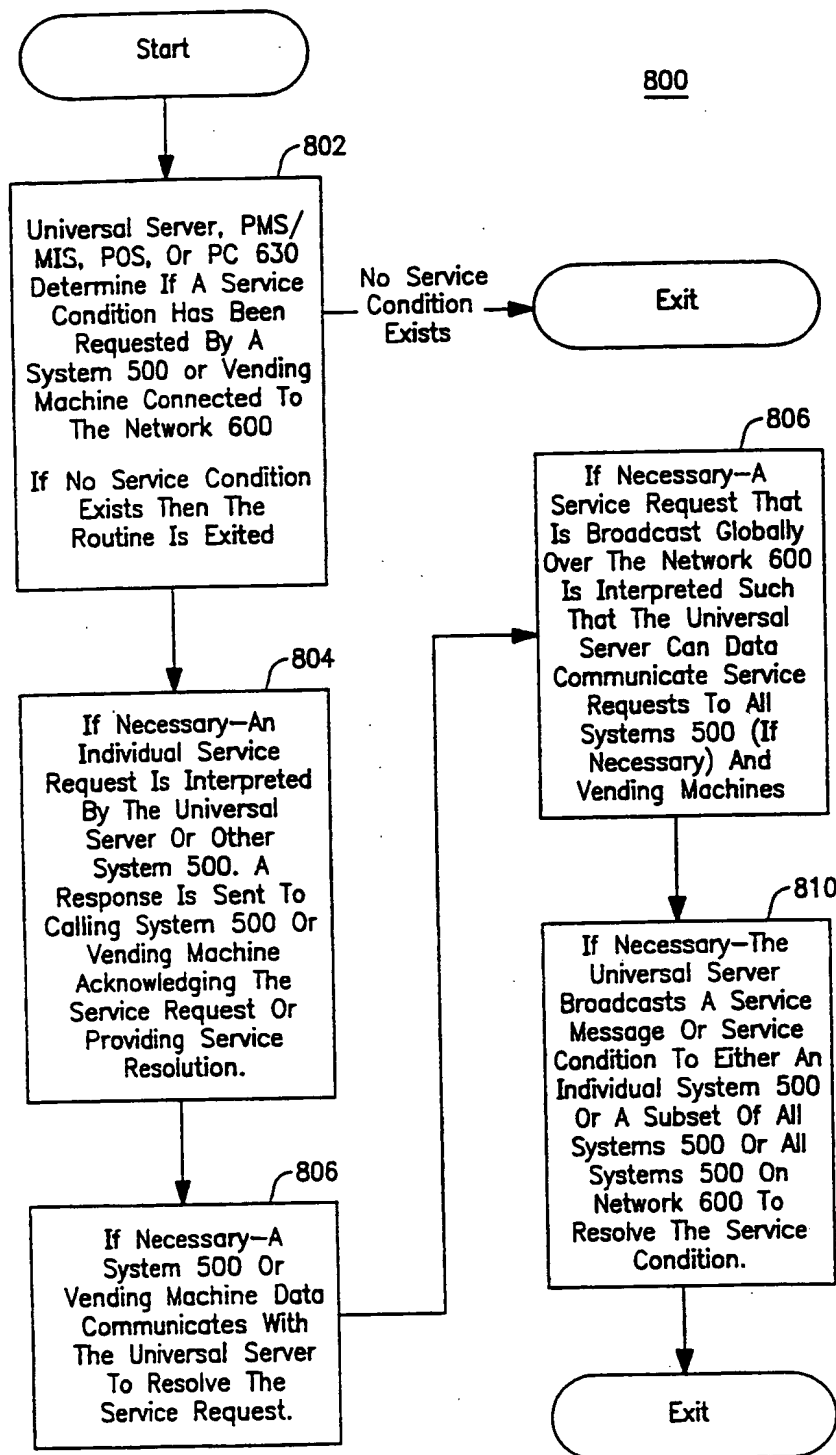 Start
800
802
Universal Server, PMS/
MIS, POS, Or PC 630
Determine If A Service
Condition Has Been
Requested By A
System 500 or Vending
Machine Connected To
The Network 600
If No Service Condition
Exists Then The
Routine Is Exited
No Service
Condition
Exists
Exit
804
If Necessary—An
Individual Service
Request Is Interpreted
By The Universal
Server Or Other
System 500. A
Response Is Sent To
Calling System 500 Or
Vending Machine
Acknowledging The
Service Request Or
Providing Service
Resolution.
806
If Necessary—A
System 500 Or
Vending Machine Data
Communicates With
The Universal Server
To Resolve The
Service Request.
806
If Necessary—A
Service Request That
Is Broadcast Globally
Over The Network 600
Is Interpreted Such
That The Universal
Server Can Data
Communicate Service
Requests To All
Systems 500 (If
Necessary) And
Vending Machines
810
If Necessary—The
Universal Server
Broadcasts A Service
Message Or Service
Condition To Either An
Individual System 500
Or A Subset Of All
Systems 500 Or All
Systems 500 On
Network 600 To
Resolve The Service
Condition.
Exit